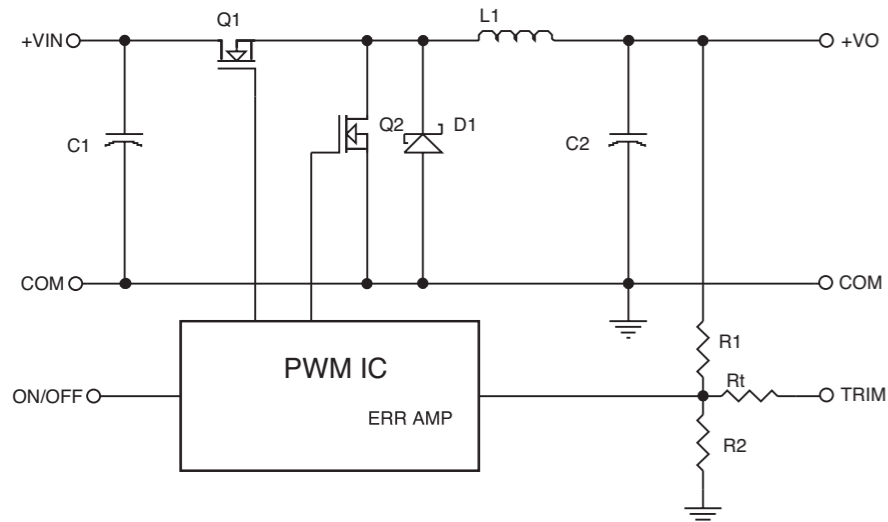 Q1
L1
+VIN
+VO
C1
Q2
D1
C2
COM
COM
R1
PWM IC
Rt
ON/OFF
TRIM
ERR AMP
R2